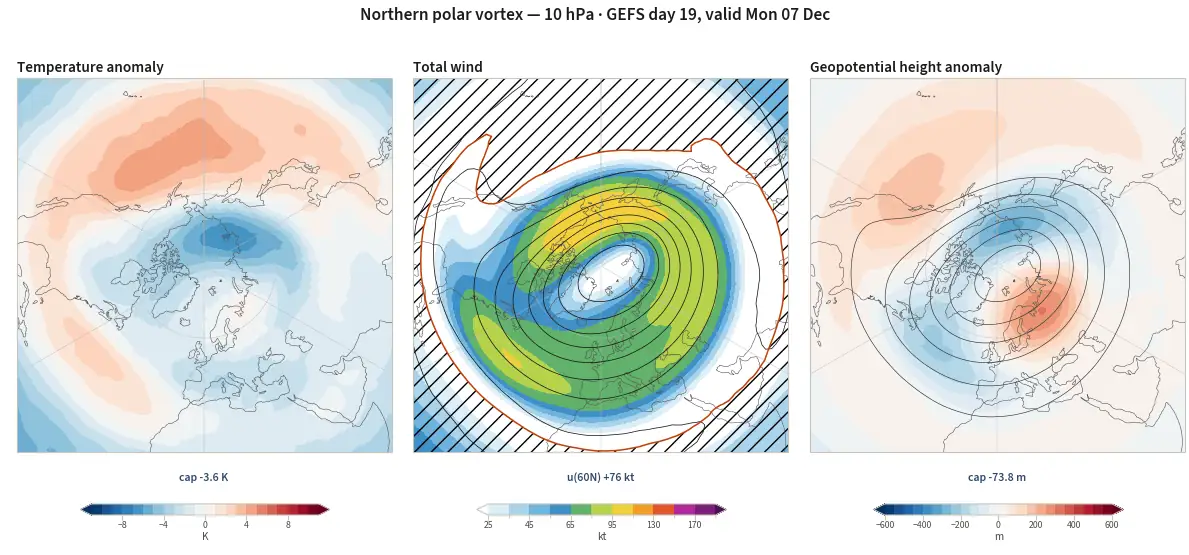 Northern polar vortex — 10 hPa · GEFS day 19, valid Mon 07 Dec
Temperature anomaly
Total wind
Geopotential height anomaly
cap -3.6 K
u(60N) +76 kt
cap -73.8 m
−8 −4 0 4 8
K
25 45 65 95 130 170
kt
−600 −400 −200 0 200 400 600
m